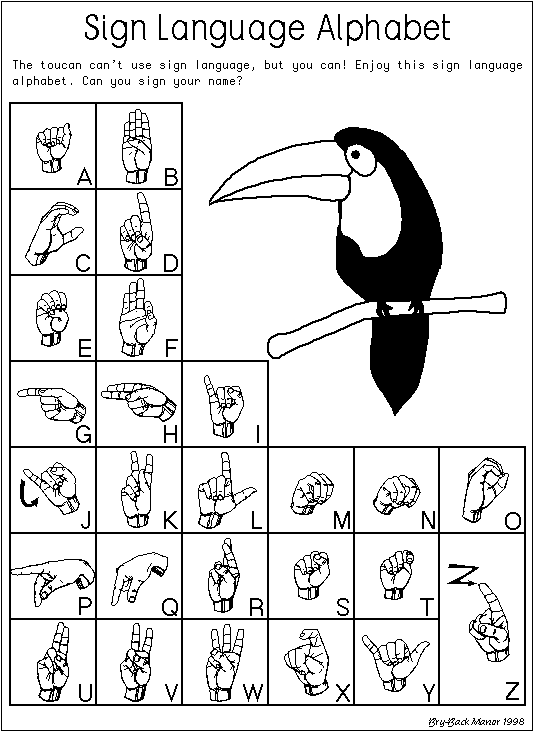 Sign Language Alphabet
The toucan can't use sign language, but you can! Enjoy this sign language
alphabet. Can you sign your name?
A B
C D
E F
G H I
J K L M N O
P Q R S T
U V W X Y Z
Bry-Back Manor 1998